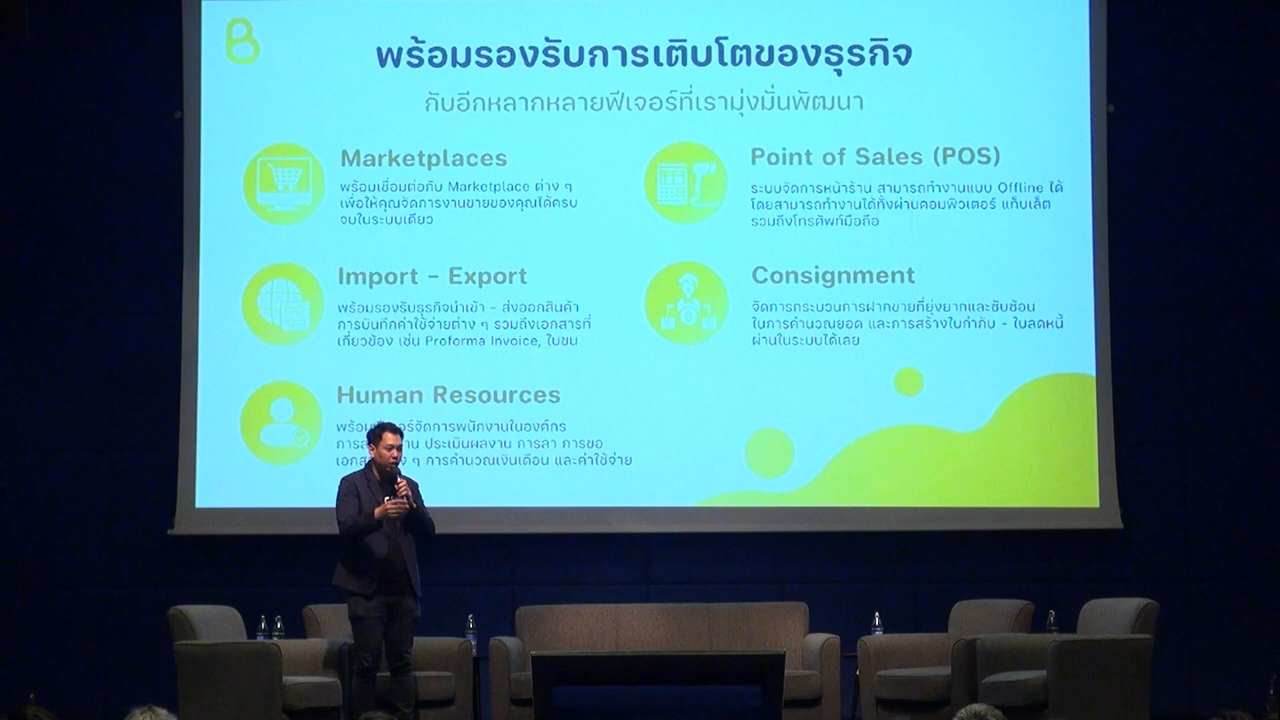 B
พร้อมรองรับการเติบโตของธุรกิจ
กับอีกหลากหลายฟีเจอร์ที่เรามุ่งมั่นพัฒนา
Marketplaces
พร้อมเชื่อมต่อกับ Marketplace ต่าง ๆ
เพื่อให้คุณจัดการงานขายของคุณได้ครบ
จบในระบบเดียว
Point of Sales (POS)
ระบบจัดการหน้าร้าน สามารถทำงานแบบ Offline ได้
โดยสามารถทำงานได้ทั้งผ่านคอมพิวเตอร์ แท็บเล็ต
รวมถึงโทรศัพท์มือถือ
Import - Export
พร้อมรองรับธุรกิจนำเข้า - ส่งออกสินค้า
การบันทึกค่าใช้จ่ายต่าง ๆ รวมถึงเอกสารที่
เกี่ยวข้อง เช่น Proforma Invoice, ใบขน
Consignment
จัดการกระบวนการฝากขายที่ยุ่งยากและซับซ้อน
ในการคำนวณยอด และการสร้างใบกำกับ - ใบลดหนี้
ผ่านในระบบได้เลย
Human Resources
จัดการพนักงานในองค์กร
ประเมินผลงาน การลา การขอ
ๆ การคำนวณเงินเดือน และค่าใช้จ่าย